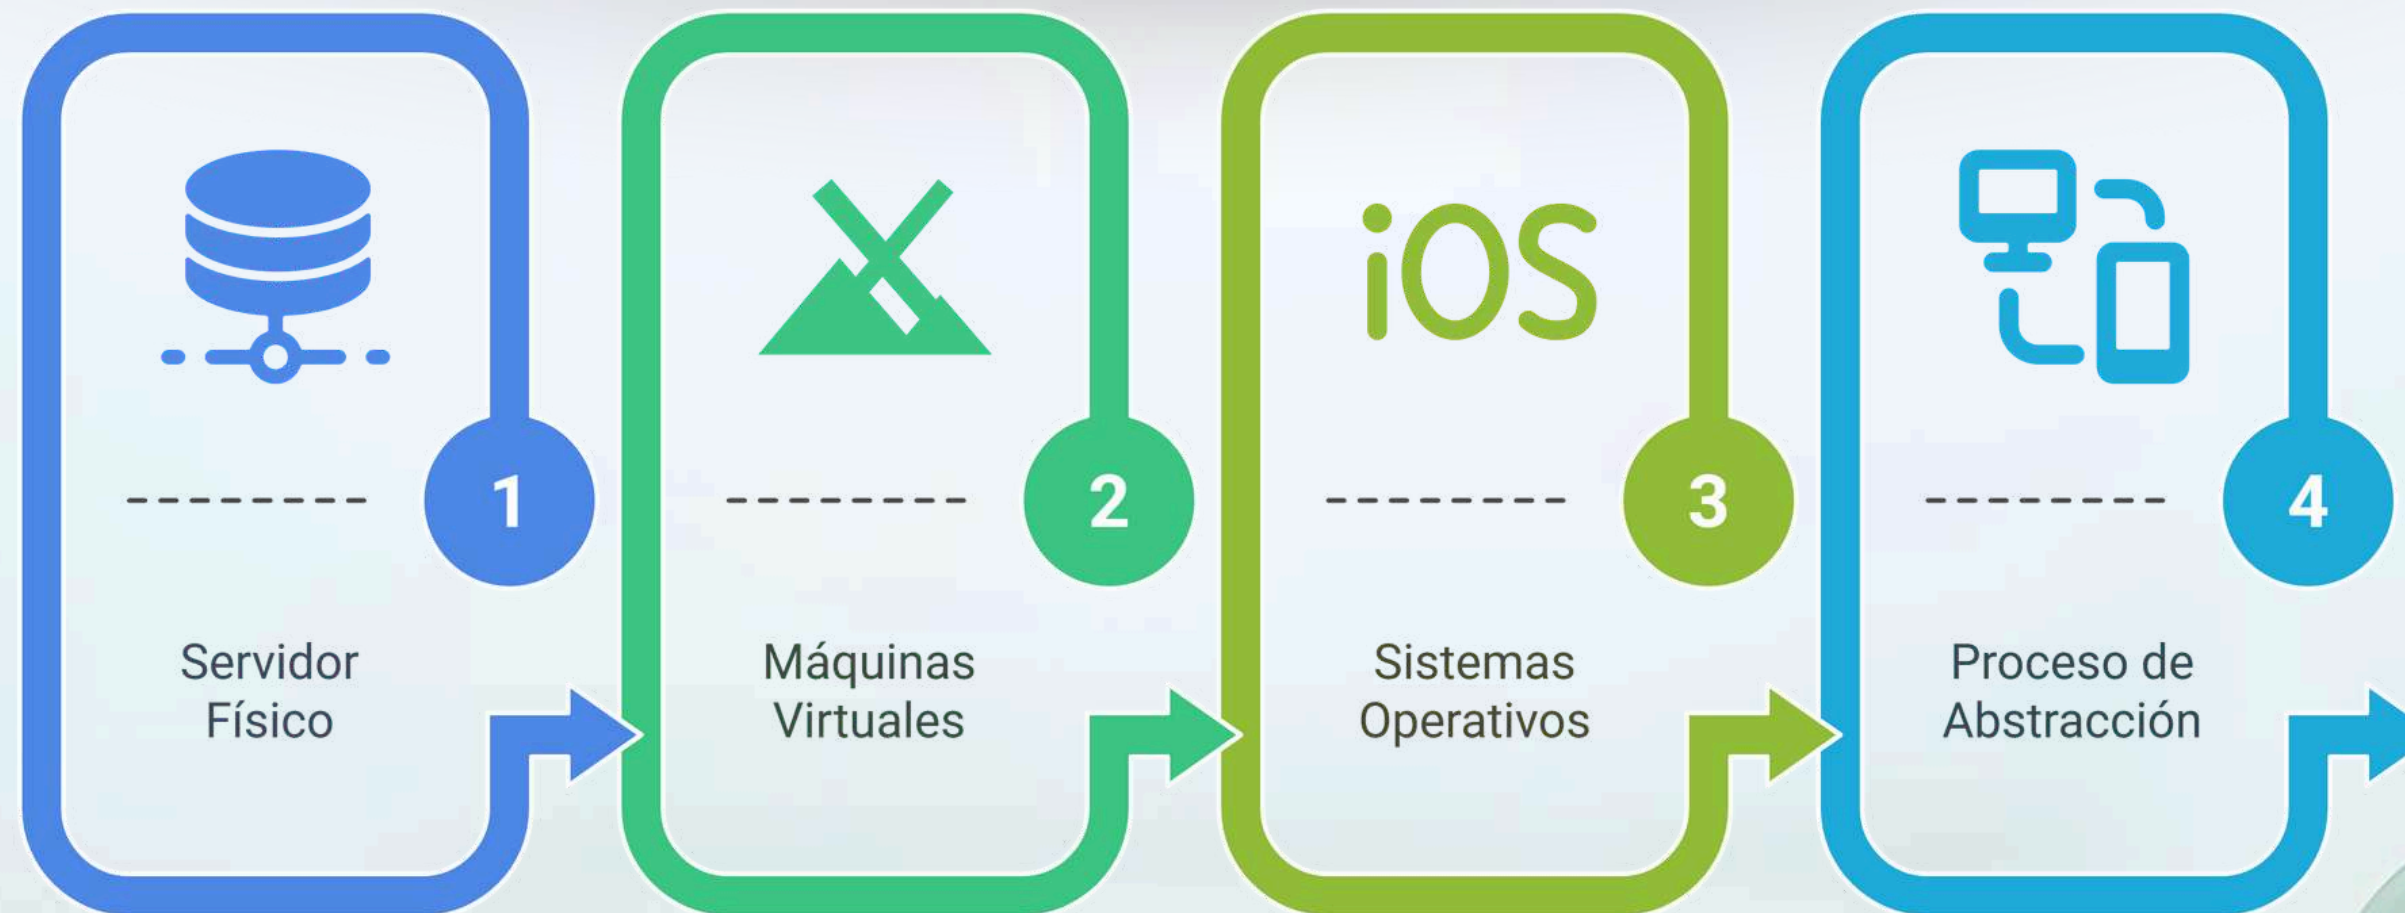 iOS
1
2
3
4
Servidor
Físico
Máquinas
Virtuales
Sistemas
Operativos
Proceso de
Abstracción